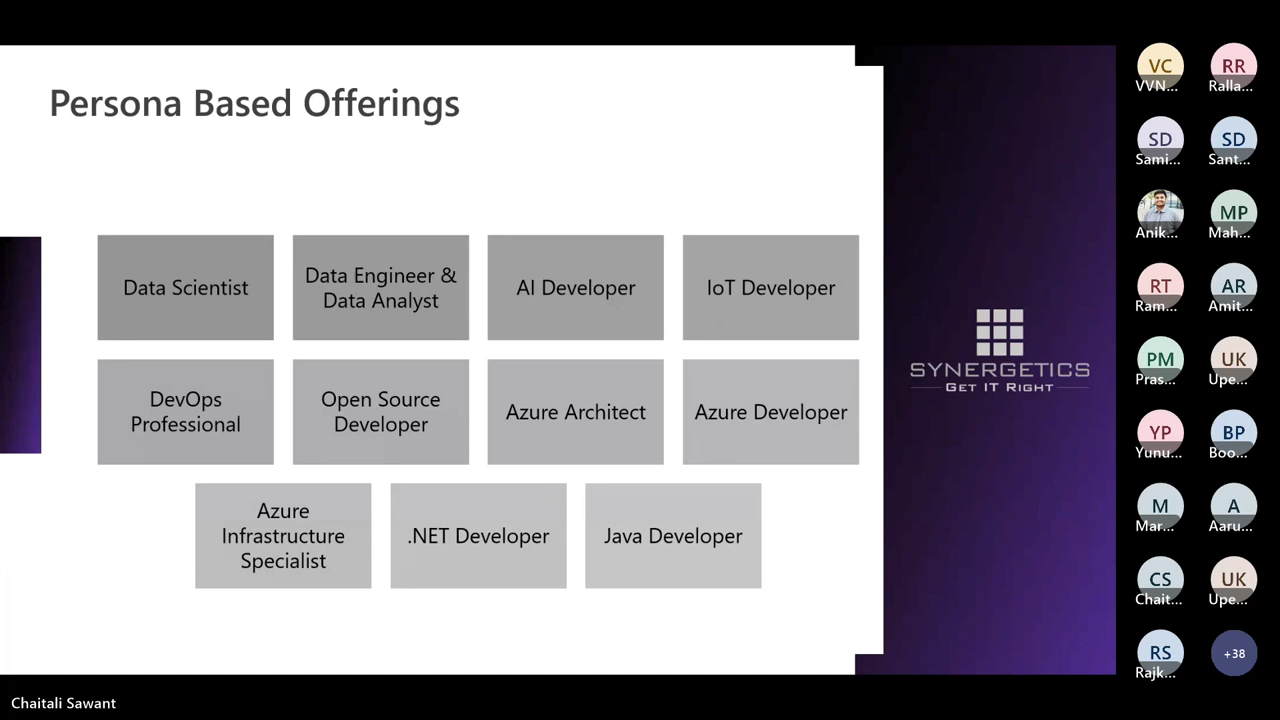 Persona Based Offerings
Data Scientist
Data Engineer &
Data Analyst
AI Developer
IoT Developer
DevOps
Professional
Open Source
Developer
Azure Architect
Azure Developer
Azure
Infrastructure
Specialist
.NET Developer
Java Developer
SYNERGETICS
GET IT RIGHT
VC
VVN...
RR
Ralla...
SD
Sami...
SD
Sant...
Anik...
MP
Mah...
RT
Ram...
AR
Amit...
PM
Pras...
UK
Upe...
YP
Yunu...
BP
Boo...
M
Mar...
A
Aaru...
CS
Chait...
UK
Upe...
RS
Rajk...
+38
Chaitali Sawant